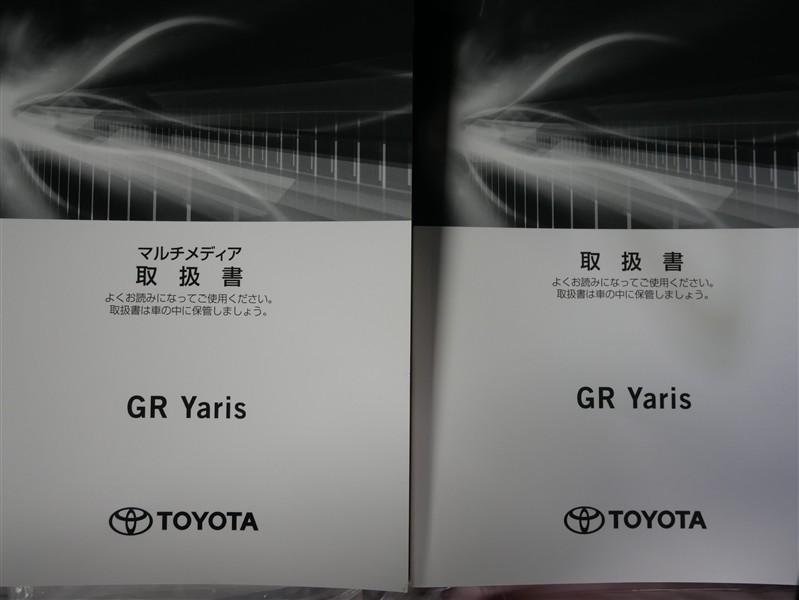 マルチメディア
取扱書
よくお読みになってご使用ください。
取扱書は車の中に保管しましょう。
GR Yaris
TOYOTA
取扱書
よくお読みになってご使用ください。
取扱書は車の中に保管しましょう。
GR Yaris
TOYOTA